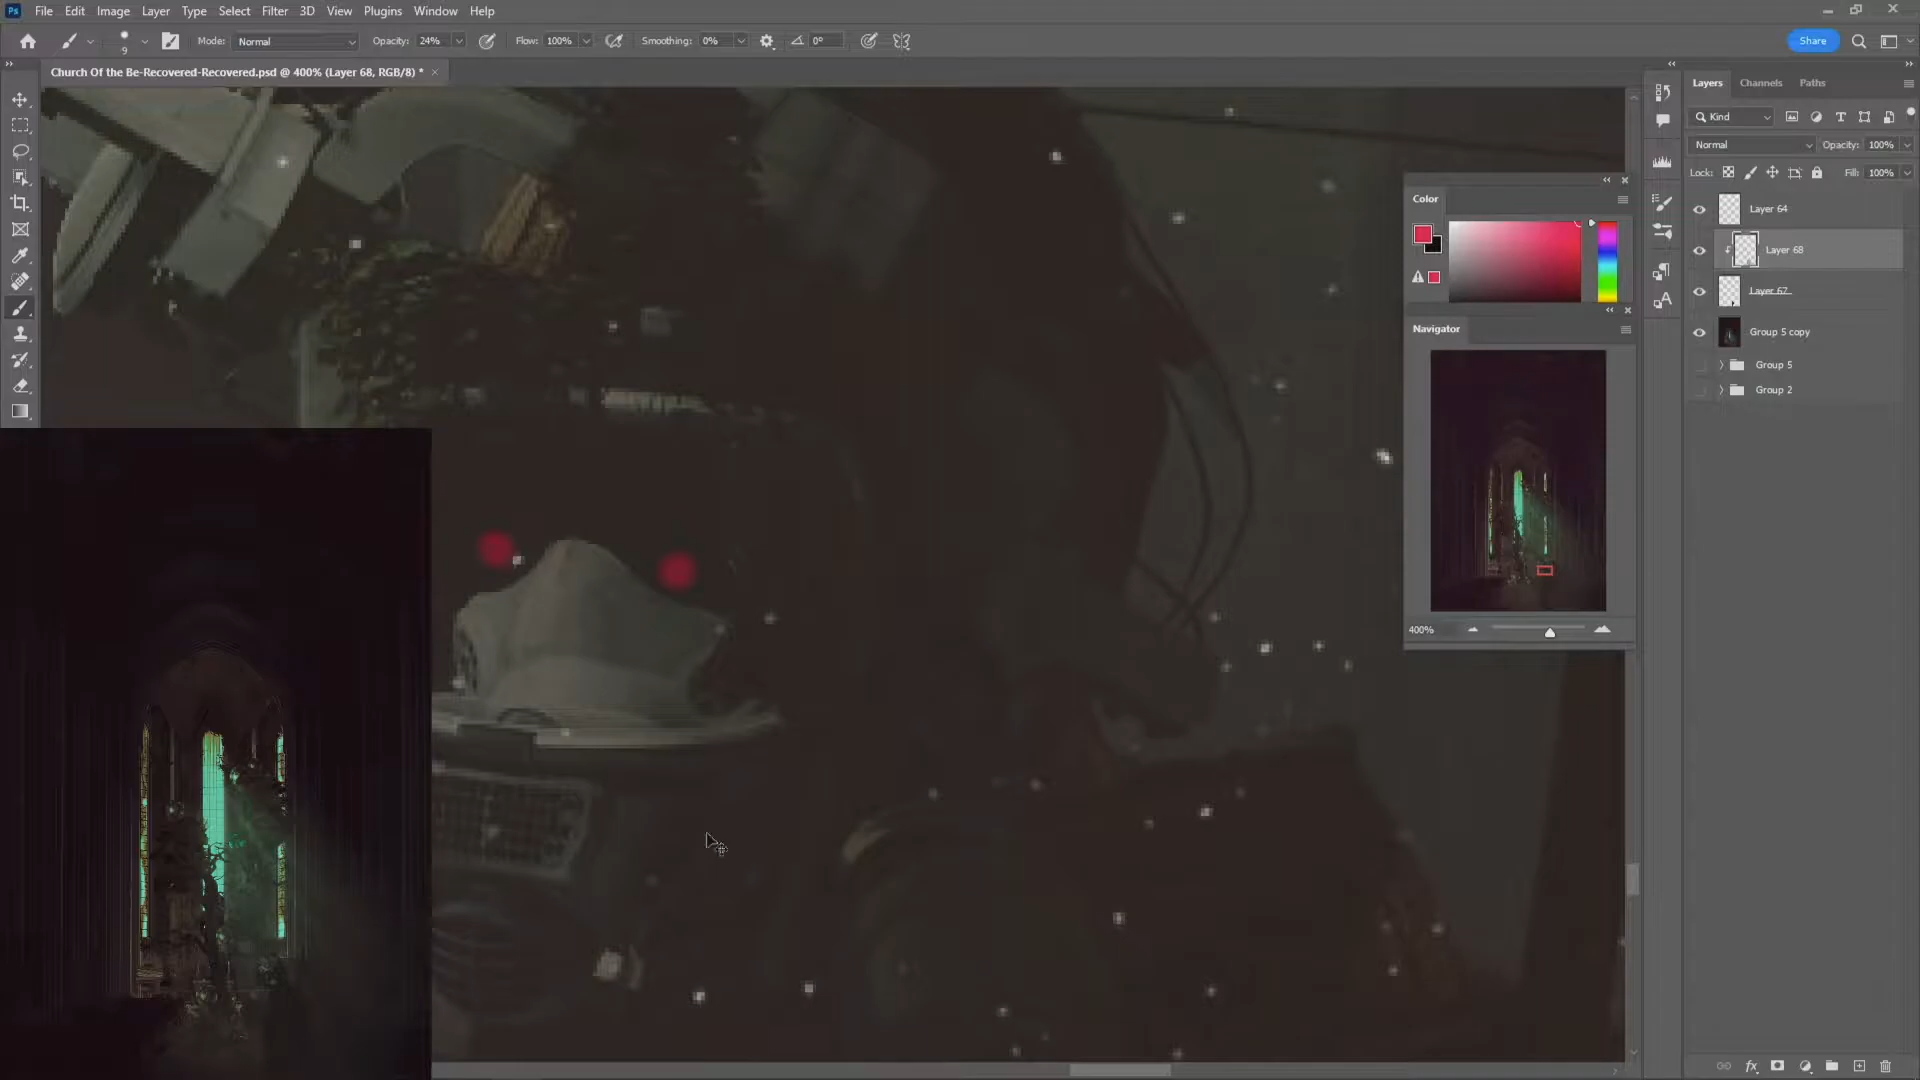 Ps File Edit Image Layer Type Select Filter 3D View Plugins Window Help
9 Mode: Normal Opacity: 24% Flow: 100% Smoothing: 0% 0° Share
Church Of the Be-Recovered-Recovered.psd @ 400% (Layer 68, RGB/8) * ×
Layers Channels Paths
Kind
Normal Opacity: 100%
Lock: Fill: 100%
Color
Layer 64
Layer 68
Layer 67
Navigator
Group 5 copy
Group 5
Group 2
400%
fx